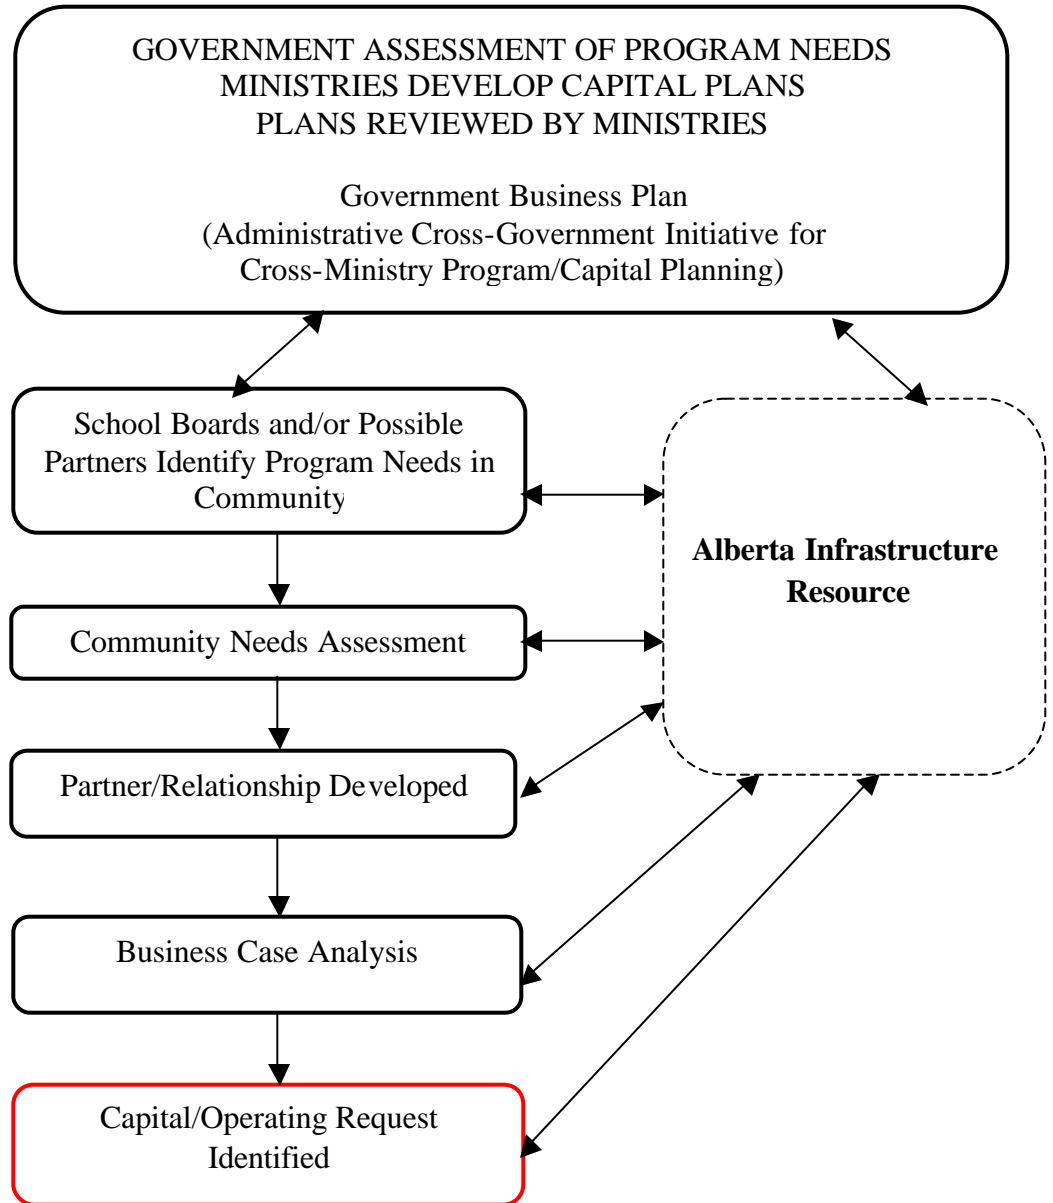 GOVERNMENT ASSESSMENT OF PROGRAM NEEDS
MINISTRIES DEVELOP CAPITAL PLANS
PLANS REVIEWED BY MINISTRIES
Government Business Plan
(Administrative Cross-Government Initiative for
Cross-Ministry Program/Capital Planning)
School Boards and/or Possible
Partners Identify Program Needs in
Community
Alberta Infrastructure
Resource
Community Needs Assessment
Partner/Relationship Developed
Business Case Analysis
Capital/Operating Request
Identified